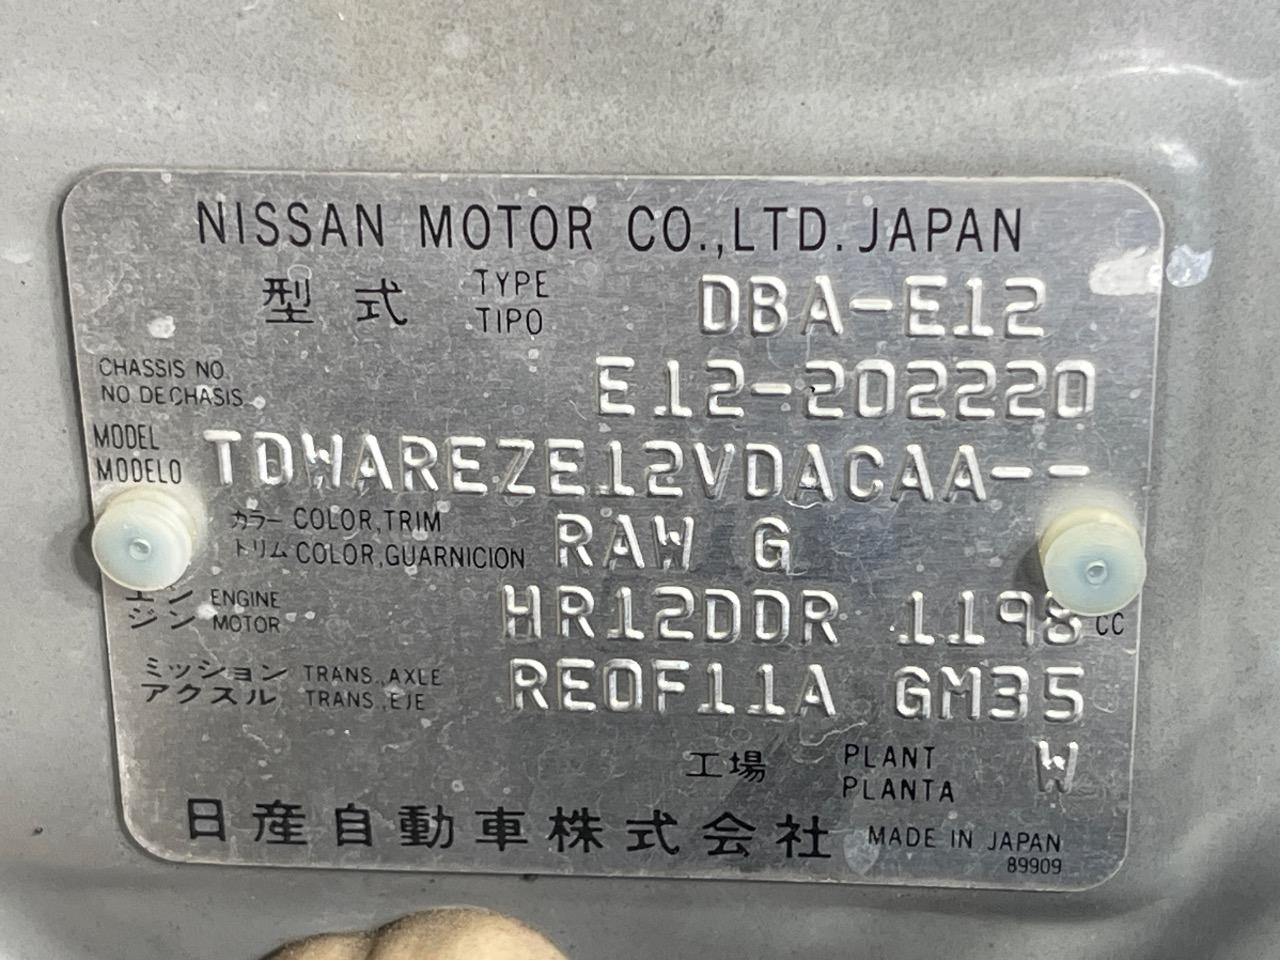 NISSAN MOTOR CO.,LTD. JAPAN
型式 TYPE DBA-E12
TIPO
CHASSIS NO. E12-202220
NO DE CHASIS
MODEL TDWAREZE12VDACAA--
MODELO
カラー COLOR,TRIM RAW G
トリム COLOR,GUARNICION
エン ENGINE HR12DDR 1198 CC
ジン MOTOR
ミッション TRANS.,AXLE RE0F11A GM35
アクスル TRANS.,EJE
工場 PLANT W
PLANTA
日産自動車株式会社 MADE IN JAPAN
89909